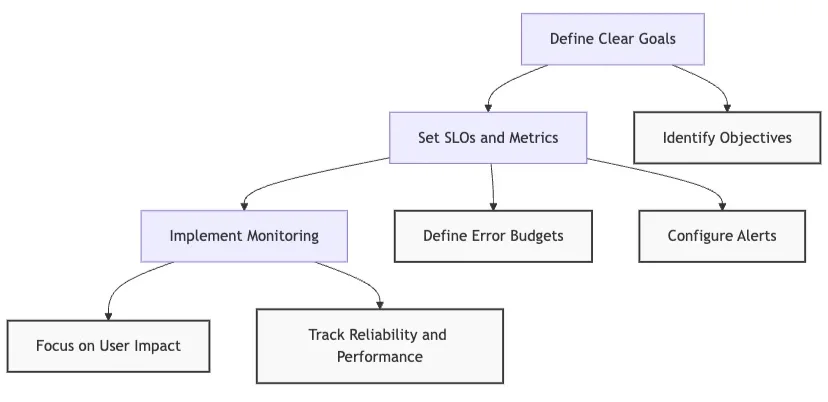 Define Clear Goals
Set SLOs and Metrics
Identify Objectives
Implement Monitoring
Define Error Budgets
Configure Alerts
Focus on User Impact
Track Reliability and
Performance